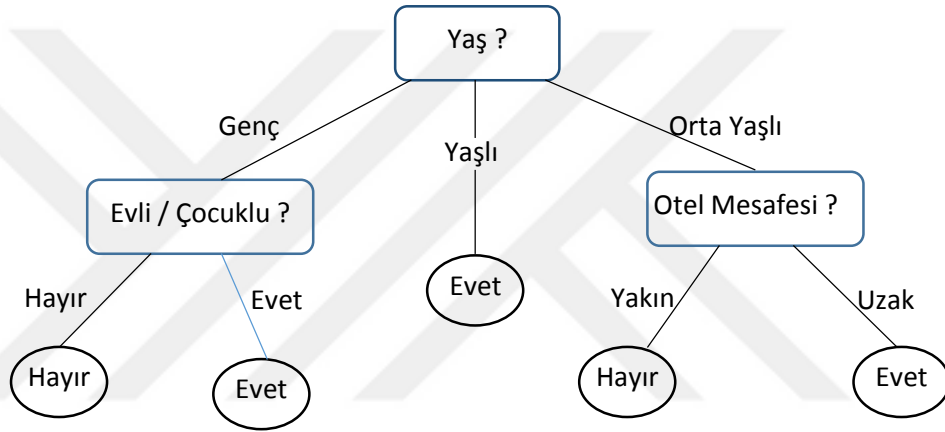 Yaş ?
Genç
Yaşlı
Orta Yaşlı
Evli / Çocuklu ?
Otel Mesafesi ?
Hayır
Evet
Evet
Yakın
Uzak
Hayır
Evet
Hayır
Evet